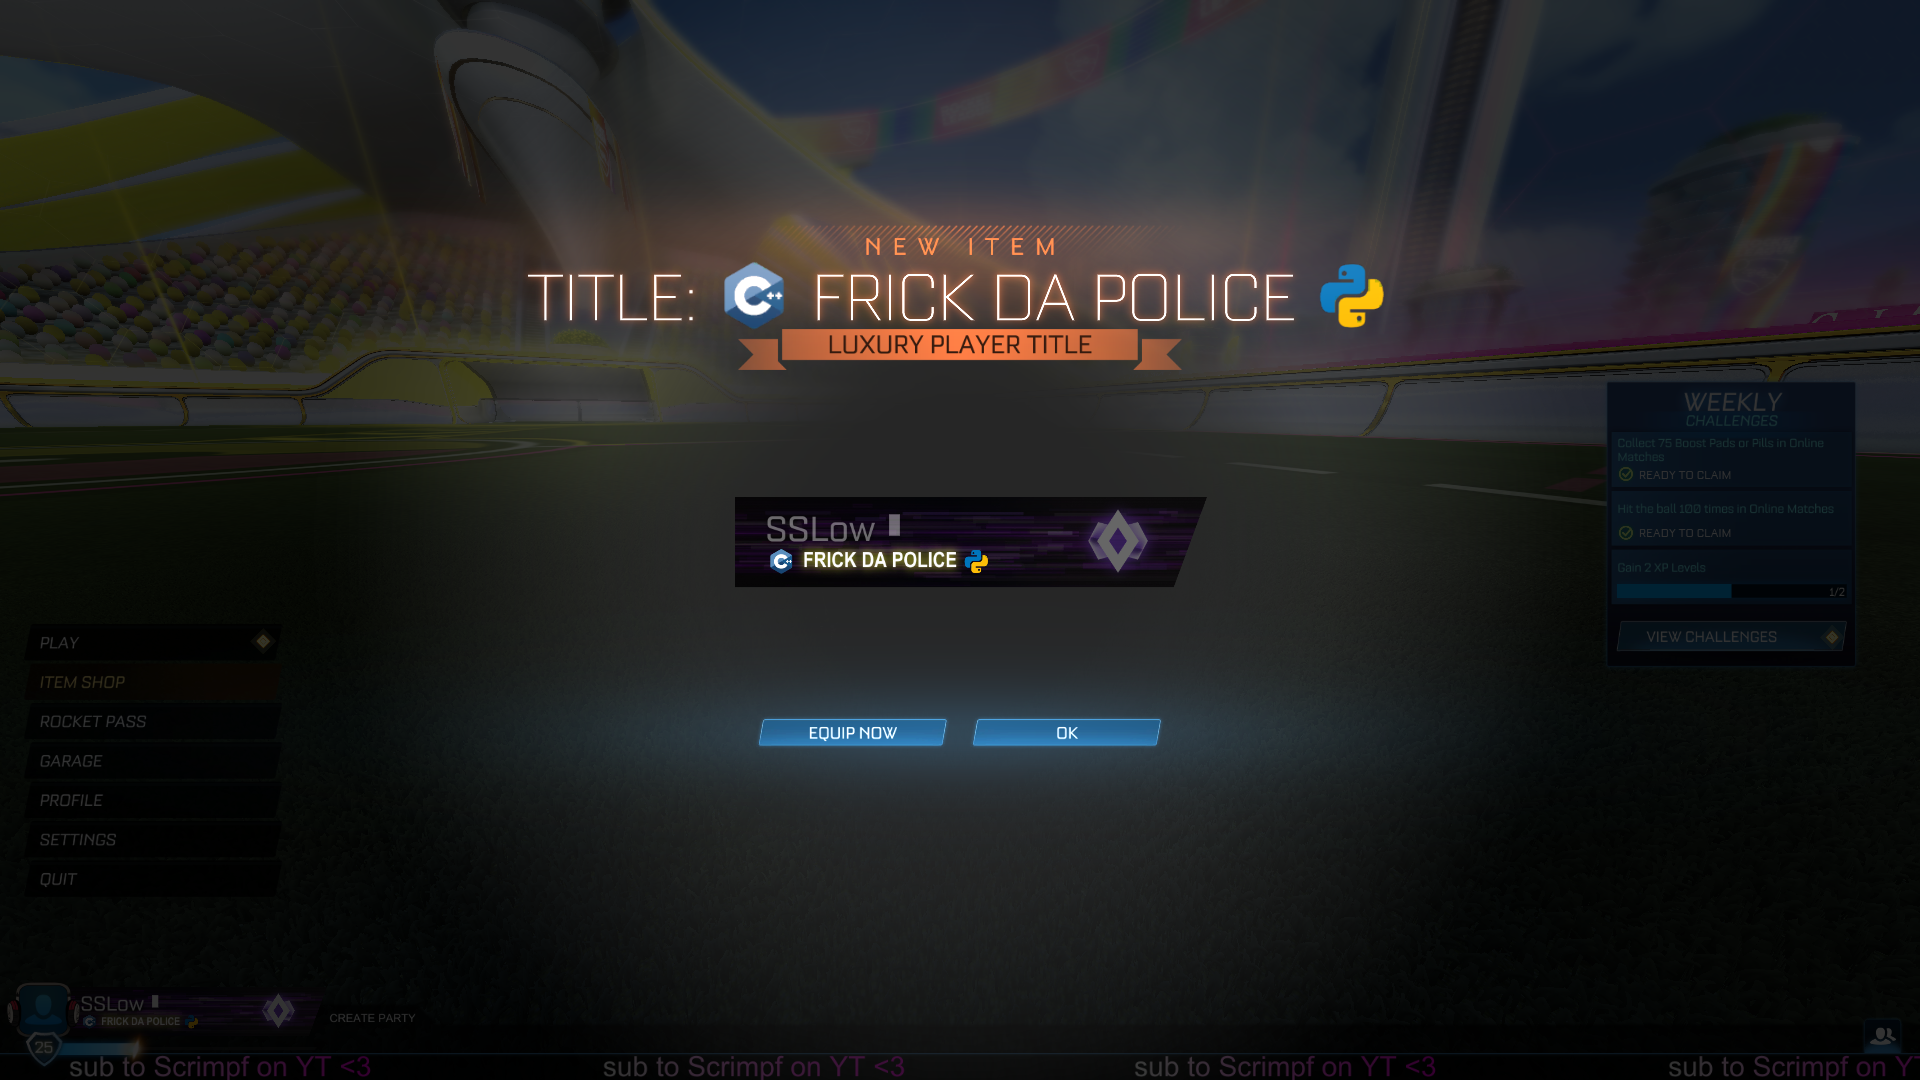 NEW ITEM
TITLE: C++ FRICK DA POLICE
LUXURY PLAYER TITLE
WEEKLY
CHALLENGES
Collect 75 Boost Pads or Pills in Online
Matches
READY TO CLAIM
Hit the ball 100 times in Online Matches
READY TO CLAIM
Gain 2 XP Levels
1/2
VIEW CHALLENGES
SSLow
C++ FRICK DA POLICE
EQUIP NOW
OK
PLAY
ITEM SHOP
ROCKET PASS
GARAGE
PROFILE
SETTINGS
QUIT
SSLow
FRICK DA POLICE
CREATE PARTY
25
sub to Scrimpf on YT <3 sub to Scrimpf on YT <3 sub to Scrimpf on YT <3 sub to Scrimpf on Y